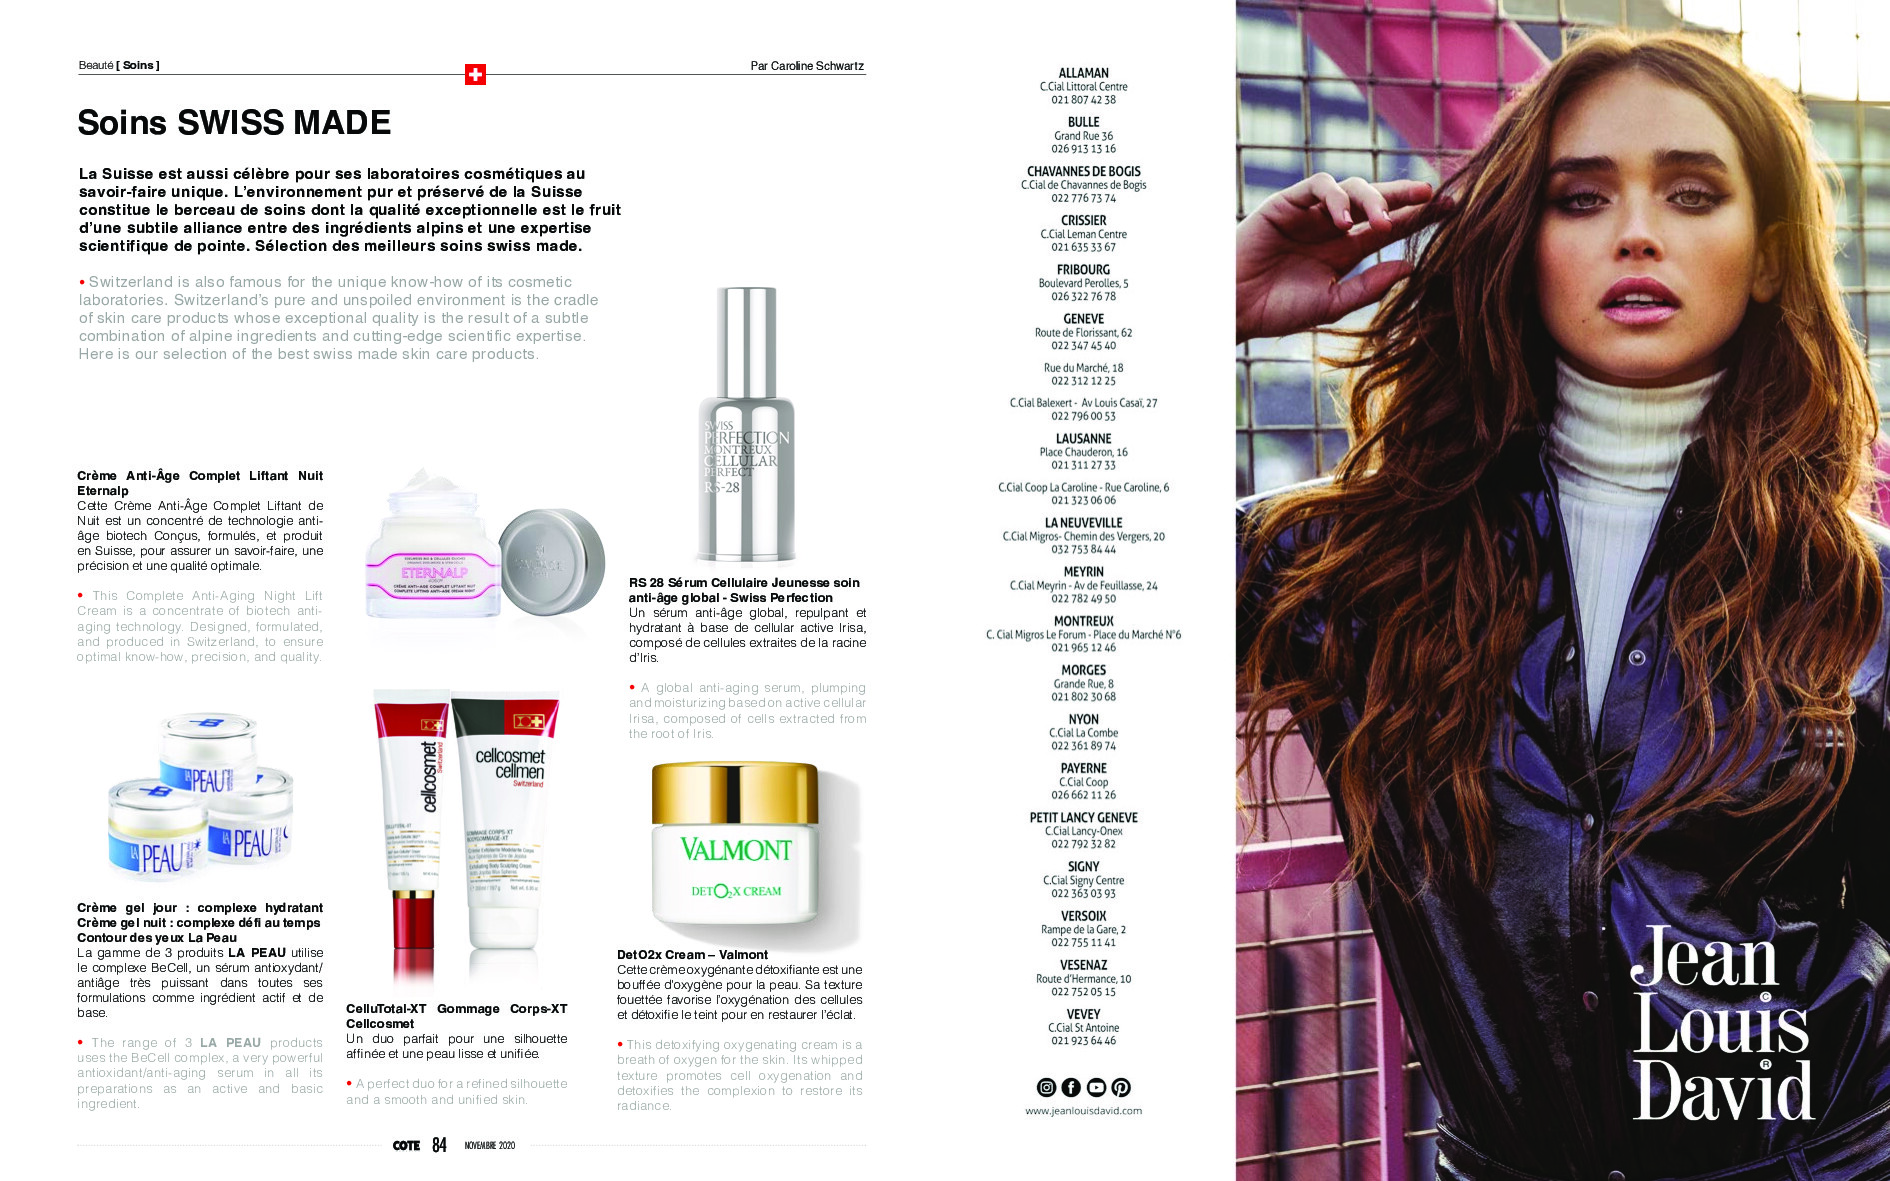 Beauté [ Soins ]
Par Caroline Schwartz
Soins SWISS MADE
La Suisse est aussi célèbre pour ses laboratoires cosmétiques au
savoir-faire unique. L'environnement pur et préservé de la Suisse
constitue le berceau de soins dont la qualité exceptionnelle est le fruit
d'une subtile alliance entre des ingrédients alpins et une expertise
scientifique de pointe. Sélection des meilleurs soins swiss made.
• Switzerland is also famous for the unique know-how of its cosmetic
laboratories. Switzerland's pure and unspoiled environment is the cradle
of skin care products whose exceptional quality is the result of a subtle
combination of alpine ingredients and cutting-edge scientific expertise.
Here is our selection of the best swiss made skin care products.
Crème Anti-Âge Complet Liftant Nuit
Eternalp
Cette Crème Anti-Âge Complet Liftant de
Nuit est un concentré de technologie anti-
âge biotech Conçus, formulés, et produit
en Suisse, pour assurer un savoir-faire, une
précision et une qualité optimale.
• This Complete Anti-Aging Night Lift
Cream is a concentrate of biotech anti-
aging technology. Designed, formulated,
and produced in Switzerland, to ensure
optimal know-how, precision, and quality.
ETERNALP
CRÈME ANTI-AGE COMPLET LIFTANT NUIT
COMPLETE LIFTING ANTI-AGE CREAM NIGHT
SWISS
PERFECTION
MONTREUX
CELLULAR
PERFECT
RS-28
RS 28 Sérum Cellulaire Jeunesse soin
anti-âge global - Swiss Perfection
Un sérum anti-âge global, repulpant et
hydratant à base de cellular active Irisa,
composé de cellules extraites de la racine
d'Iris.
• A global anti-aging serum, plumping
and moisturizing based on active cellular
Irisa, composed of cells extracted from
the root of Iris.
LA PEAU
LA PEAU
LA PEAU
Crème gel jour : complexe hydratant
Crème gel nuit : complexe défi au temps
Contour des yeux La Peau
La gamme de 3 produits LA PEAU utilise
le complexe BeCell, un sérum antioxydant/
antiâge très puissant dans toutes ses
formulations comme ingrédient actif et de
base.
• The range of 3 LA PEAU products
uses the BeCell complex, a very powerful
antioxidant/anti-aging serum in all its
preparations as an active and basic
ingredient.
cellcosmet
Switzerland
cellcosmet
cellmen
Switzerland
GOMMAGE CORPS-XT
CelluTotal-XT Gommage Corps-XT
Cellcosmet
Un duo parfait pour une silhouette
affinée et une peau lisse et unifiée.
• A perfect duo for a refined silhouette
and a smooth and unified skin.
VALMONT
DETO2X CREAM
DetO2x Cream – Valmont
Cette crème oxygénante détoxifiante est une
bouffée d'oxygène pour la peau. Sa texture
fouettée favorise l'oxygénation des cellules
et détoxifie le teint pour en restaurer l'éclat.
• This detoxifying oxygenating cream is a
breath of oxygen for the skin. Its whipped
texture promotes cell oxygenation and
detoxifies the complexion to restore its
radiance.
COTE 84 NOVEMBRE 2020
ALLAMAN
C.Cial Littoral Centre
021 807 42 38
BULLE
Grand Rue 36
026 913 13 16
CHAVANNES DE BOGIS
C.Cial de Chavannes de Bogis
022 776 73 74
CRISSIER
C.Cial Leman Centre
021 635 33 67
FRIBOURG
Boulevard Perolles, 5
026 322 76 78
GENEVE
Route de Florissant, 62
022 347 45 40
Rue du Marché, 18
022 312 12 25
C.Cial Balexert - Av Louis Casaï, 27
022 796 00 53
LAUSANNE
Place Chauderon, 16
021 311 27 33
C.Cial Coop La Caroline - Rue Caroline, 6
021 323 06 06
LA NEUVEVILLE
C.Cial Migros- Chemin des Vergers, 20
032 753 84 44
MEYRIN
C.Cial Meyrin - Av de Feuillasse, 24
022 782 49 50
MONTREUX
C. Cial Migros Le Forum - Place du Marché N°6
021 965 12 46
MORGES
Grande Rue, 8
021 802 30 68
NYON
C.Cial La Combe
022 361 89 74
PAYERNE
C.Cial Coop
026 662 11 26
PETIT LANCY GENEVE
C.Cial Lancy-Onex
022 792 32 82
SIGNY
C.Cial Signy Centre
022 363 03 93
VERSOIX
Rampe de la Gare, 2
022 755 11 41
VESENAZ
Route d'Hermance, 10
022 752 05 15
VEVEY
C.Cial St Antoine
021 923 64 46
www.jeanlouisdavid.com
Jean
Louis
David
©
®